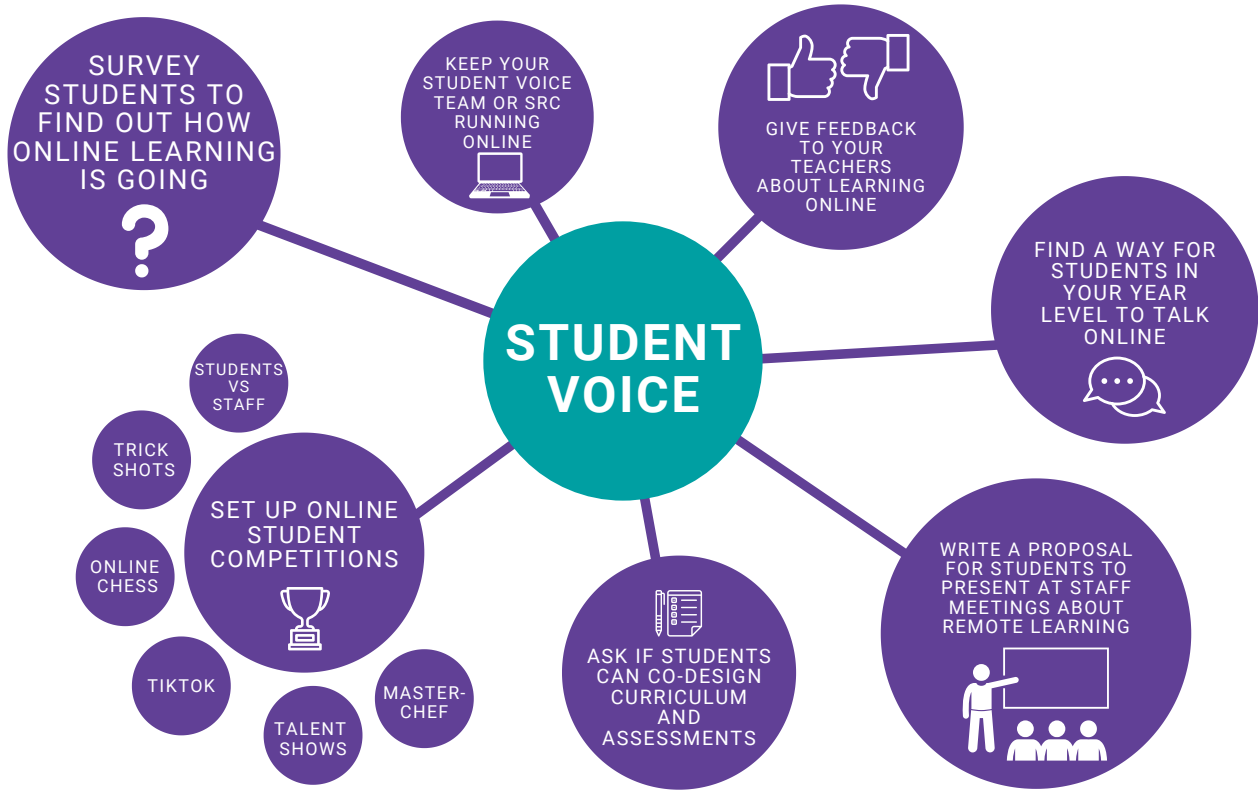 SURVEY
STUDENTS TO
FIND OUT HOW
ONLINE LEARNING
IS GOING
?
KEEP YOUR
STUDENT VOICE
TEAM OR SRC
RUNNING
ONLINE
GIVE FEEDBACK
TO YOUR
TEACHERS
ABOUT LEARNING
ONLINE
FIND A WAY FOR
STUDENTS IN
YOUR YEAR
LEVEL TO TALK
ONLINE
STUDENT
VOICE
STUDENTS
VS
STAFF
TRICK
SHOTS
ONLINE
CHESS
TIKTOK
TALENT
SHOWS
MASTER-
CHEF
SET UP ONLINE
STUDENT
COMPETITIONS
ASK IF STUDENTS
CAN CO-DESIGN
CURRICULUM
AND
ASSESSMENTS
WRITE A PROPOSAL
FOR STUDENTS TO
PRESENT AT STAFF
MEETINGS ABOUT
REMOTE LEARNING